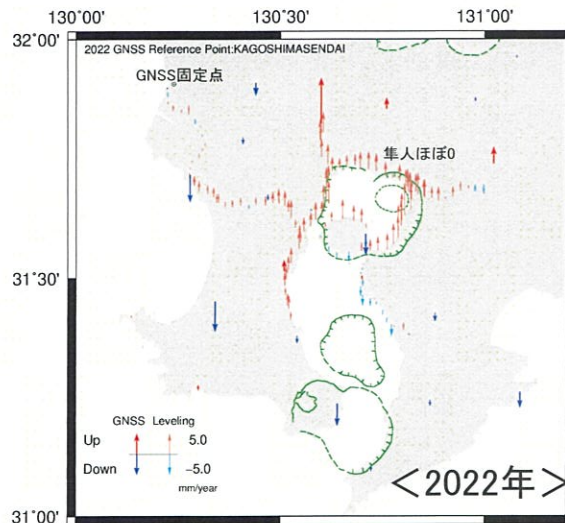 130°00' 130°30' 131°00'
32°00'
2022 GNSS Reference Point:KAGOSHIMASENDAI
GNSS固定点
隼人ほぼ0
31°30'
GNSS Leveling
Up 5.0
Down -5.0
mm/year
<2022年>
31°00'